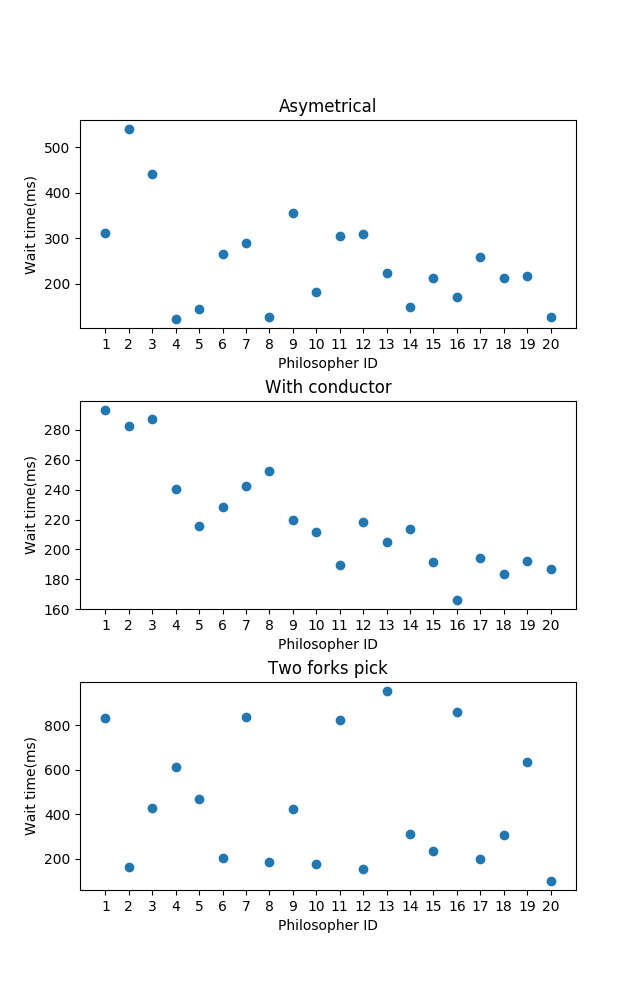 Asymetrical
500
400
300
200
Wait time(ms)
1 2 3 4 5 6 7 8 9 10 11 12 13 14 15 16 17 18 19 20
Philosopher ID
With conductor
280
260
240
220
200
180
160
Wait time(ms)
1 2 3 4 5 6 7 8 9 10 11 12 13 14 15 16 17 18 19 20
Philosopher ID
Two forks pick
800
600
400
200
Wait time(ms)
1 2 3 4 5 6 7 8 9 10 11 12 13 14 15 16 17 18 19 20
Philosopher ID